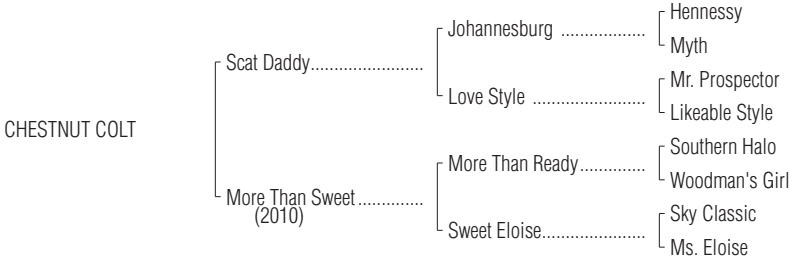 Hennessy
Johannesburg ...................
Myth
Scat Daddy.........................
Mr. Prospector
Love Style .........................
Likeable Style
CHESTNUT COLT
Southern Halo
More Than Ready..............
Woodman's Girl
More Than Sweet..............
(2010)
Sky Classic
Sweet Eloise.......................
Ms. Eloise